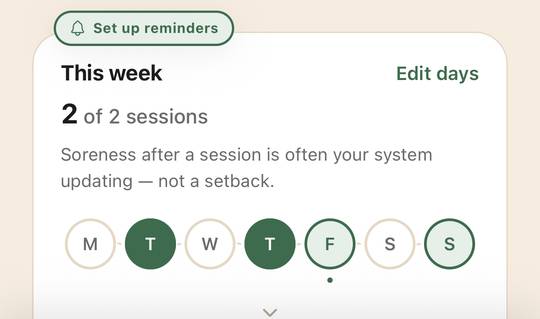 Set up reminders
This week
Edit days
2 of 2 sessions
Soreness after a session is often your system
updating — not a setback.
M T W T F S S